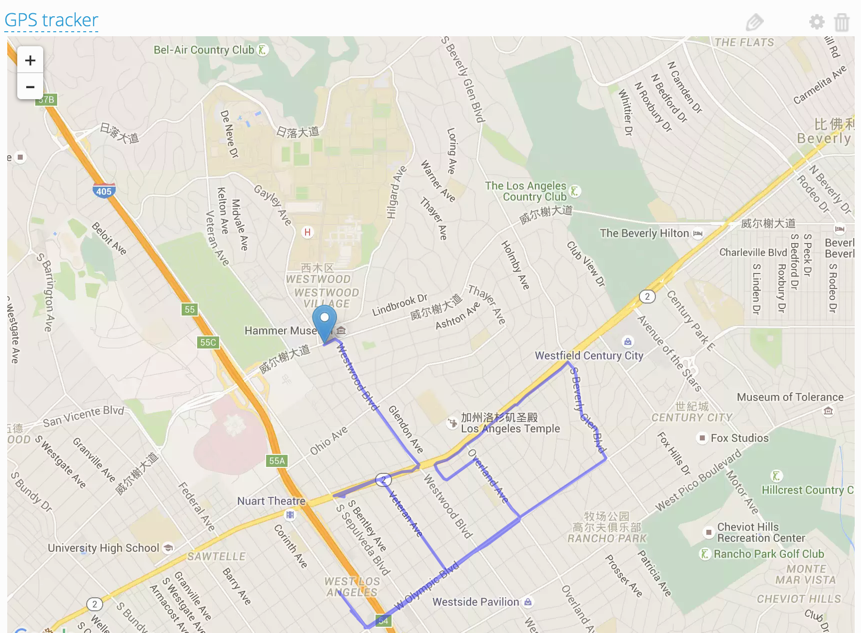 GPS tracker
+
−
Bel-Air Country Club
THE FLATS
57B
日落大道
日落大道
De Neve Dr
S Beverly Glen Blvd
Whittier Dr
N Roxbury Dr
N Bedford Dr
N Camden Dr
Carmelita Ave
比佛利
Beverly
Loring Ave
Warner Ave
Thayer Ave
Hilgard Ave
Gayley Ave
Midvale Ave
Kelton Ave
Veteran Ave
405
Beloit Ave
S Barrington Ave
The Los Angeles
Country Club
威尔榭大道
The Beverly Hilton
威尔榭大道
N Beverly Dr
Rodeo Dr
Charleville Blvd
Beverl
Bever
S Linden Dr
Roxbury Dr
S Bedford Dr
S Peck Dr
S Rodeo Dr
H
西木区
WESTWOOD
WESTWOOD
VILLAGE
Holmby Ave
Club View Dr
Lindbrook Dr
威尔榭大道
Thayer Ave
Ashton Ave
2
Century Park E
Avenue of the Stars
55
55C
Hammer Muse
威尔榭大道
Westfield Century City
Westwood Blvd
S Beverly Glen Blvd
Museum of Tolerance
世紀城
CENTURY CITY
Fox Studios
S Westgate Ave
San Vicente Blvd
Glendon Ave
加州洛杉矶圣殿
Los Angeles Temple
Ohio Ave
Granville Ave
S Westgate Ave
威尔榭大道
55A
Overland Ave
Fox Hills Dr
West Pico Boulevard
Motor Ave
Hillcrest Country C
S Bundy Dr
Federal Ave
Nuart Theatre
2
Veteran Ave
Westwood Blvd
S Bentley Ave
S Sepulveda Blvd
牧场公园
高尔夫俱乐部
RANCHO PARK
Cheviot Hills
Recreation Center
Rancho Park Golf Club
University High School
SAWTELLE
Corinth Ave
Barry Ave
Granville Ave
S Westgate Ave
Armacost Ave
S Bundy
2
WEST LOS
ANGELES
W Olympic Blvd
54
Westside Pavilion
Overland Av
Prosset Ave
Patricia Ave
MONTE
MAR VISTA
CHEVIOT HILLS
Club Dr